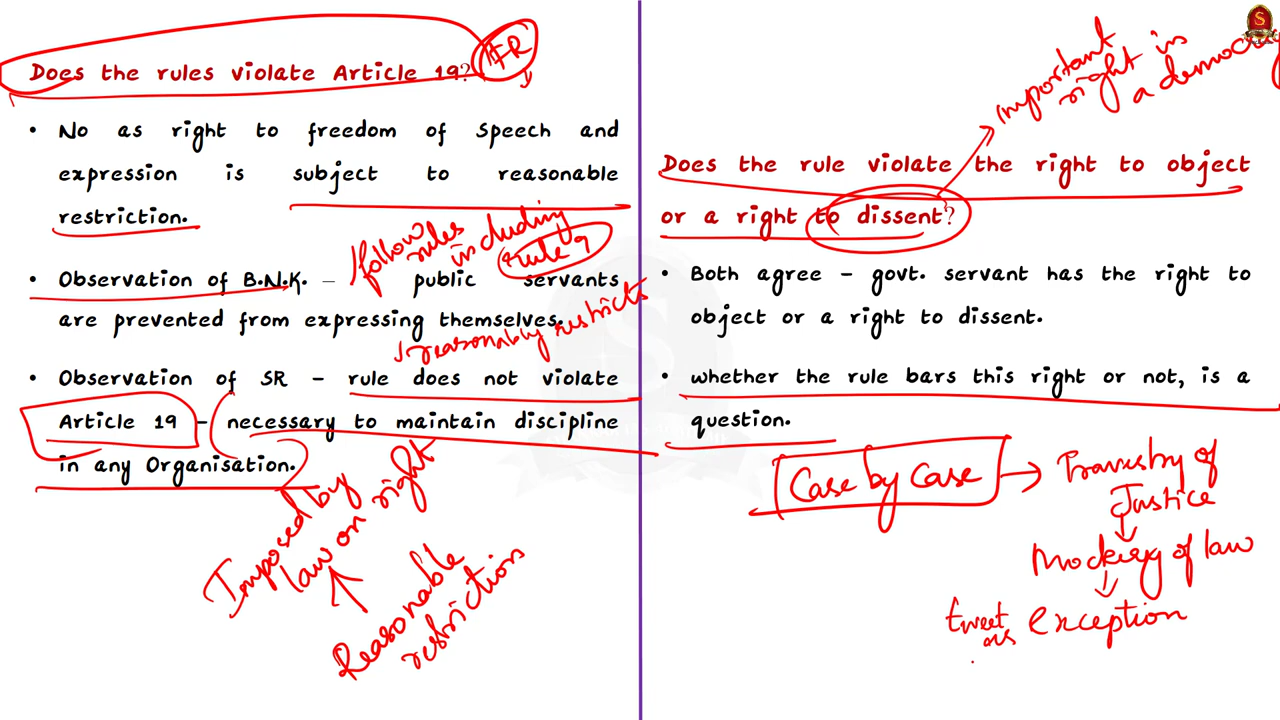 Does the rules violate Article 19?
FR
• No as right to freedom of Speech and
expression is subject to reasonable
restriction.
follow
rules
including
rule 9
• Observation of B.N.K. – public servants
are prevented from expressing themselves.
reasonably restricts
• Observation of SR – rule does not violate
Article 19 – necessary to maintain discipline
in any Organisation.
Imposed by
law on right
Reasonable
restriction
important
right in
a democracy
Does the rule violate the right to object
or a right to dissent?
• Both agree – govt. servant has the right to
object or a right to dissent.
• whether the rule bars this right or not, is a
question.
Case by Case
Travestry of
Justice
Mockery of law
tweet
as
exception
S